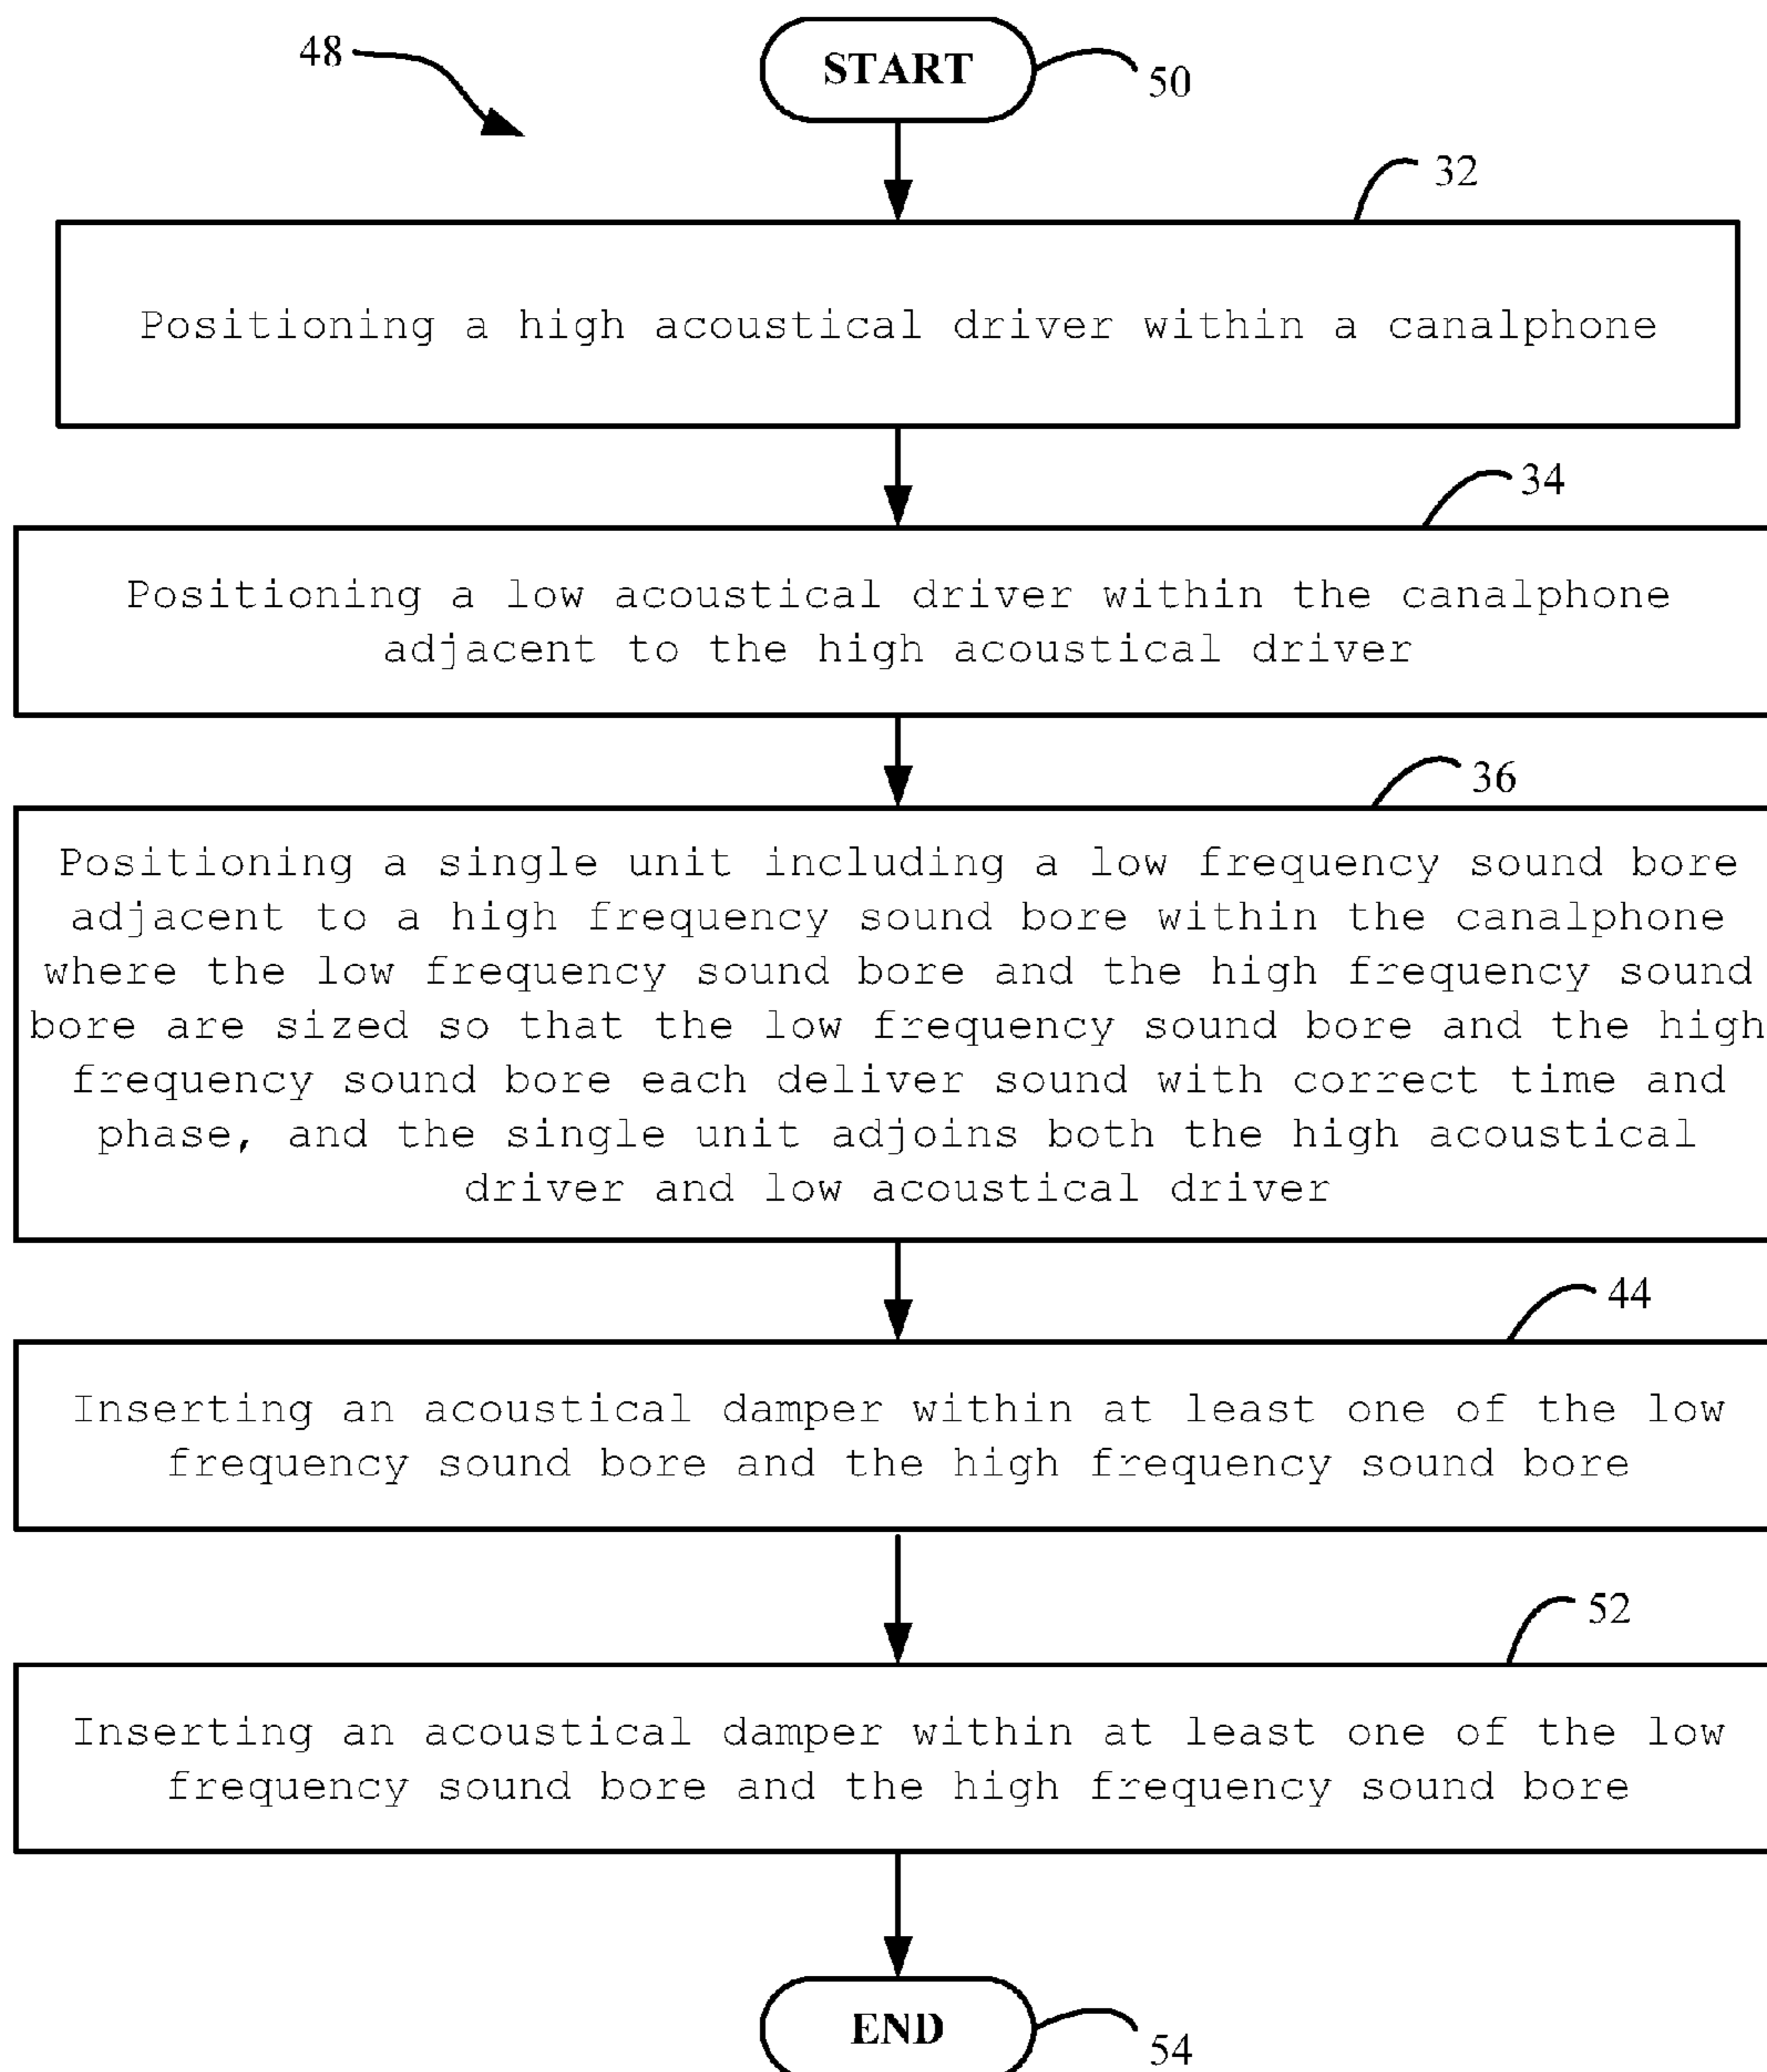 48
START
50
32
Positioning a high acoustical driver within a canalphone
34
Positioning a low acoustical driver within the canalphone
adjacent to the high acoustical driver
36
Positioning a single unit including a low frequency sound bore
adjacent to a high frequency sound bore within the canalphone
where the low frequency sound bore and the high frequency sound
bore are sized so that the low frequency sound bore and the high
frequency sound bore each deliver sound with correct time and
phase, and the single unit adjoins both the high acoustical
driver and low acoustical driver
44
Inserting an acoustical damper within at least one of the low
frequency sound bore and the high frequency sound bore
52
Inserting an acoustical damper within at least one of the low
frequency sound bore and the high frequency sound bore
END
54